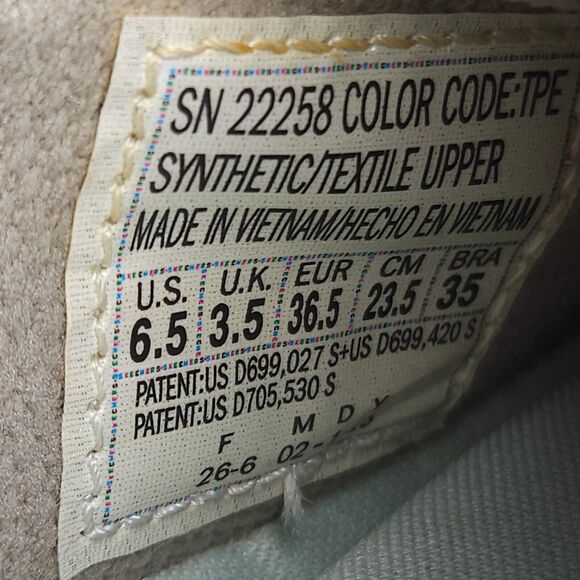 SN 22258 COLOR CODE:TPE
SYNTHETIC/TEXTILE UPPER
MADE IN VIETNAM/HECHO EN VIETNAM
U.S. U.K. EUR CM BRA
6.5 3.5 36.5 23.5 35
PATENT:US D699,027 S+US D699,420 S
PATENT:US D705,530 S
F M D Y
26-6 02-